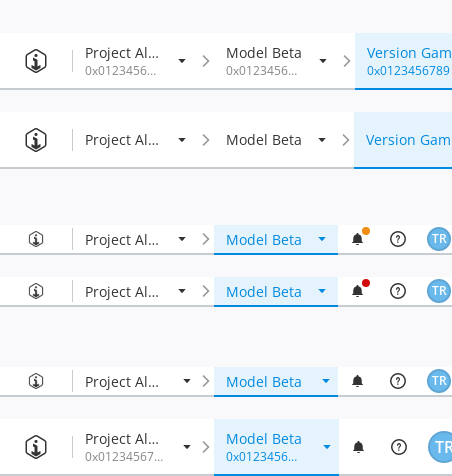 Project Al... Model Beta Version Gam
0x0123456... 0x0123456... 0x0123456789
Project Al... Model Beta Version Gam
Project Al... Model Beta ? TR
Project Al... Model Beta ? TR
Project Al... Model Beta ? TR
Project Al... Model Beta ? TR
0x01234567... 0x0123456...